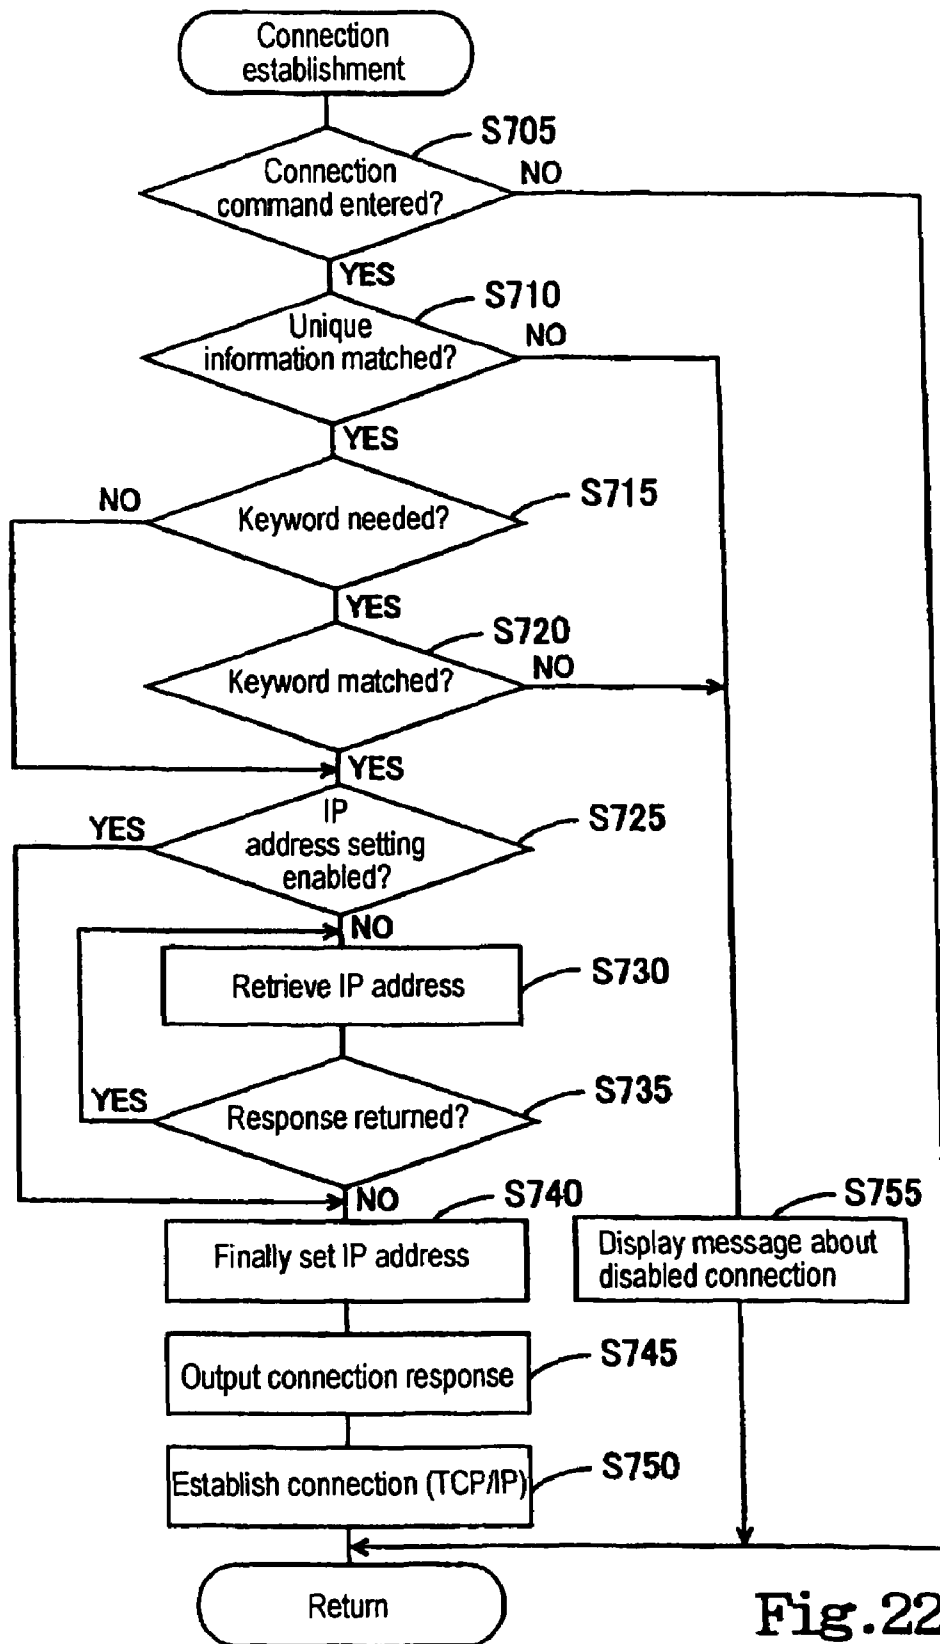 Connection
establishment
S705
Connection
command entered?
NO
YES
S710
Unique
information matched?
NO
YES
S715
NO
Keyword needed?
YES
S720
Keyword matched?
NO
YES
IP
address setting
enabled?
YES
S725
NO
Retrieve IP address
S730
YES
Response returned?
S735
NO
S740
Finally set IP address
S755
Display message about
disabled connection
S745
Output connection response
S750
Establish connection (TCP/IP)
Return
Fig.22